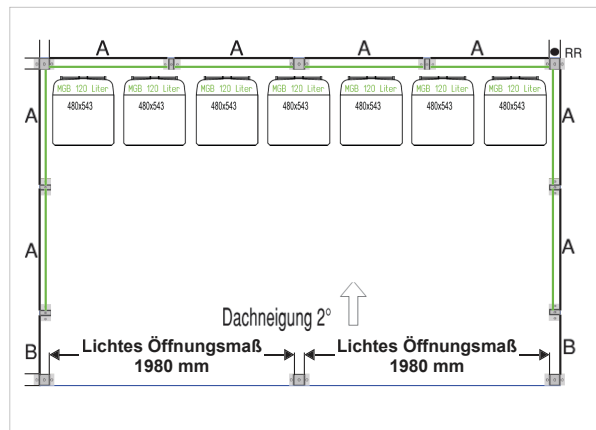 A A A A
RR
MGB 120 Liter MGB 120 Liter MGB 120 Liter MGB 120 Liter MGB 120 Liter MGB 120 Liter MGB 120 Liter
480x543 480x543 480x543 480x543 480x543 480x543 480x543
A A
A A
Dachneigung 2°
B Lichtes Öffnungsmaß Lichtes Öffnungsmaß B
1980 mm 1980 mm